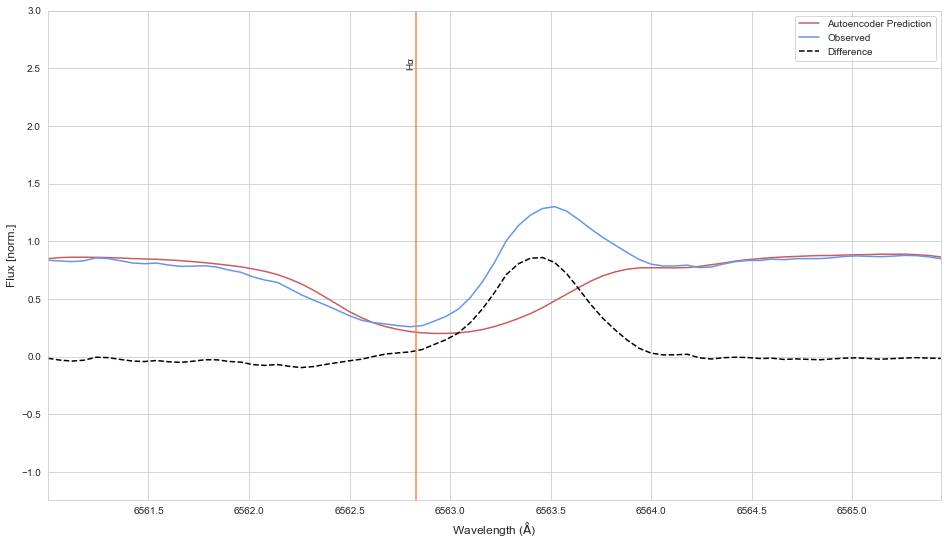 3.0
2.5
2.0
1.5
1.0
0.5
0.0
−0.5
−1.0
Flux [norm.]
Hα
Autoencoder Prediction
Observed
Difference
6561.5 6562.0 6562.5 6563.0 6563.5 6564.0 6564.5 6565.0
Wavelength (Å)